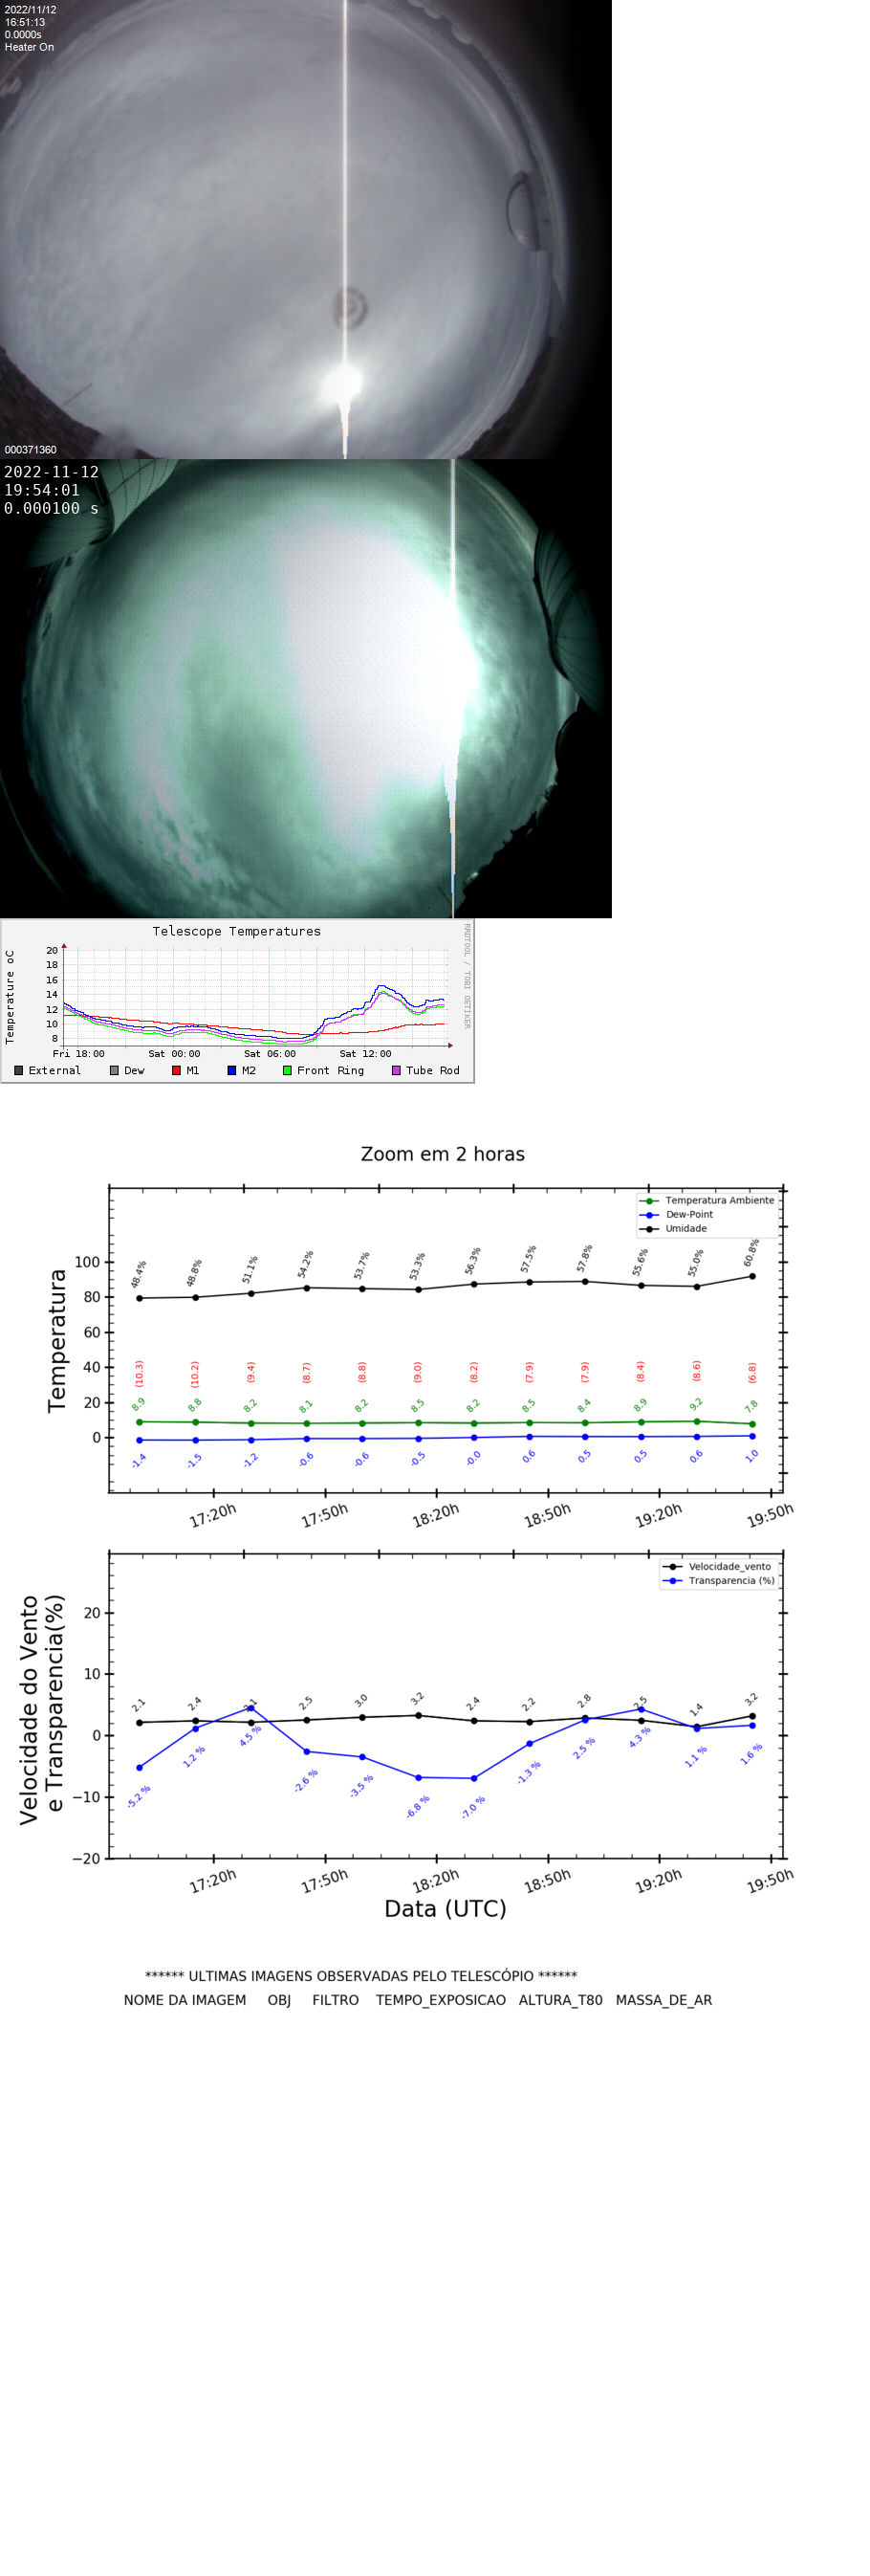 2022/11/12
16:51:13
0.0000s
Heater On
000371360
2022-11-12
19:54:01
0.000100 s
Telescope Temperatures
RRDTOOL / TOBI OETIKER
Temperature oC
20
18
16
14
12
10
8
Fri 18:00 Sat 00:00 Sat 06:00 Sat 12:00
External Dew M1 M2 Front Ring Tube Rod
Zoom em 2 horas
Temperatura Ambiente
Dew-Point
Umidade
Temperatura
100
80
60
40
20
0
48.4% 48.8% 51.1% 54.2% 53.7% 53.3% 56.3% 57.5% 57.8% 55.6% 55.0% 60.8%
(10.3) (10.2) (9.4) (8.7) (8.8) (9.0) (8.2) (7.9) (7.9) (8.4) (8.6) (6.8)
8.9 8.8 8.2 8.1 8.2 8.5 8.2 8.5 8.4 8.9 9.2 7.8
-1.4 -1.5 -1.2 -0.6 -0.6 -0.5 -0.0 0.6 0.5 0.5 0.6 1.0
17:20h 17:50h 18:20h 18:50h 19:20h 19:50h
Velocidade_vento
Transparencia (%)
Velocidade do Vento
e Transparencia(%)
20
10
0
−10
−20
2.1 2.4 2.1 2.5 3.0 3.2 2.4 2.2 2.8 2.5 1.4 3.2
-5.2 % 1.2 % 4.5 % -2.6 % -3.5 % -6.8 % -7.0 % -1.3 % 2.5 % 4.3 % 1.1 % 1.6 %
17:20h 17:50h 18:20h 18:50h 19:20h 19:50h
Data (UTC)
****** ULTIMAS IMAGENS OBSERVADAS PELO TELESCÓPIO ******
NOME DA IMAGEM OBJ FILTRO TEMPO_EXPOSICAO ALTURA_T80 MASSA_DE_AR